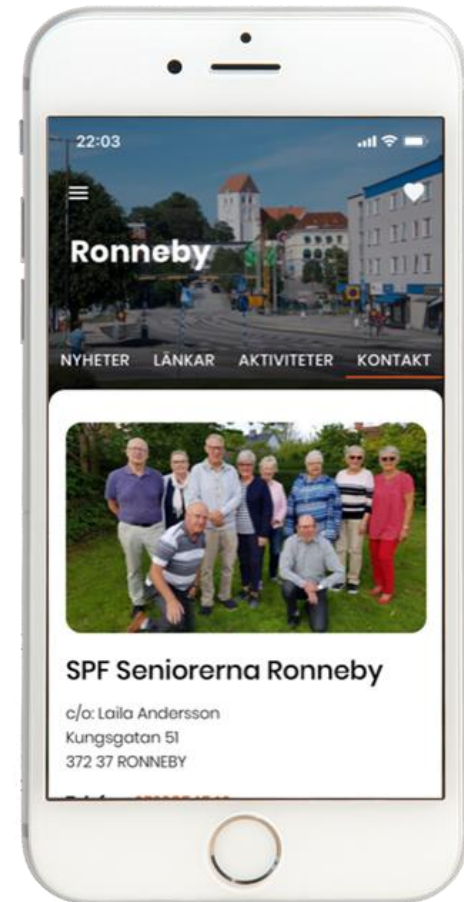 22:03
Ronneby
NYHETER LÄNKAR AKTIVITETER KONTAKT
SPF Seniorerna Ronneby
c/o: Laila Andersson
Kungsgatan 51
372 37 RONNEBY